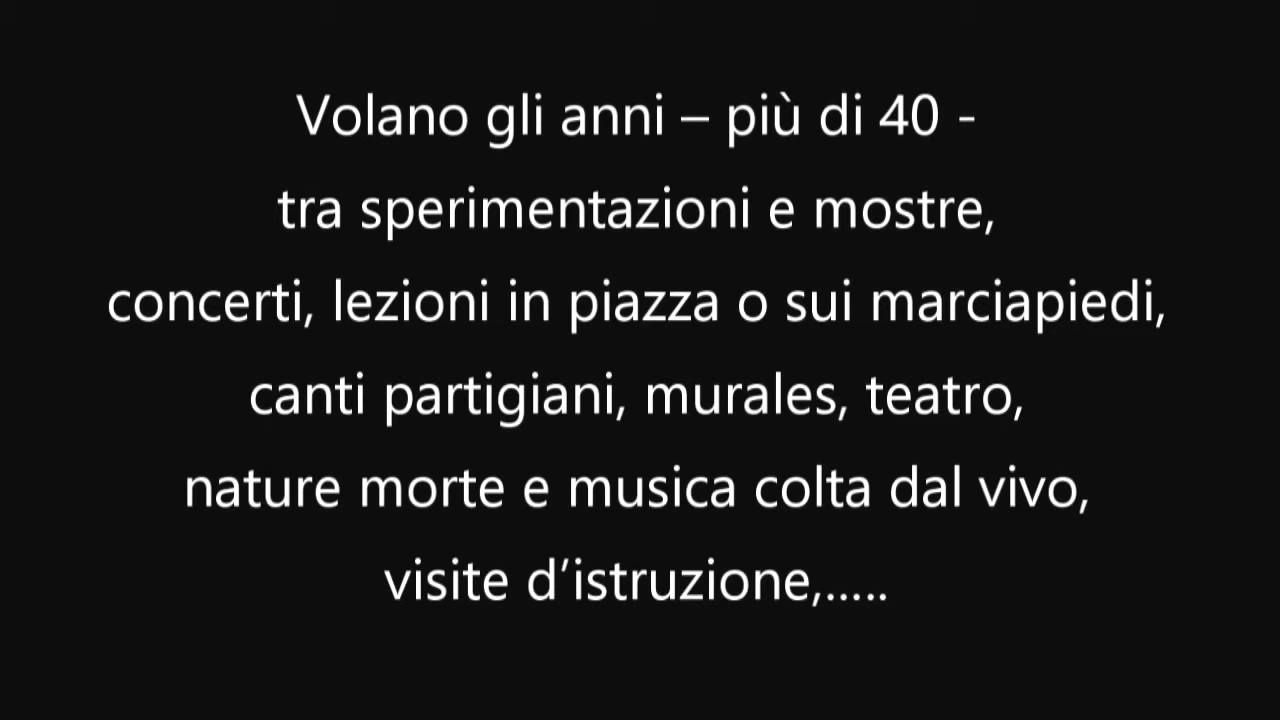 Volano gli anni – più di 40 -
tra sperimentazioni e mostre,
concerti, lezioni in piazza o sui marciapiedi,
canti partigiani, murales, teatro,
nature morte e musica colta dal vivo,
visite d’istruzione,…..